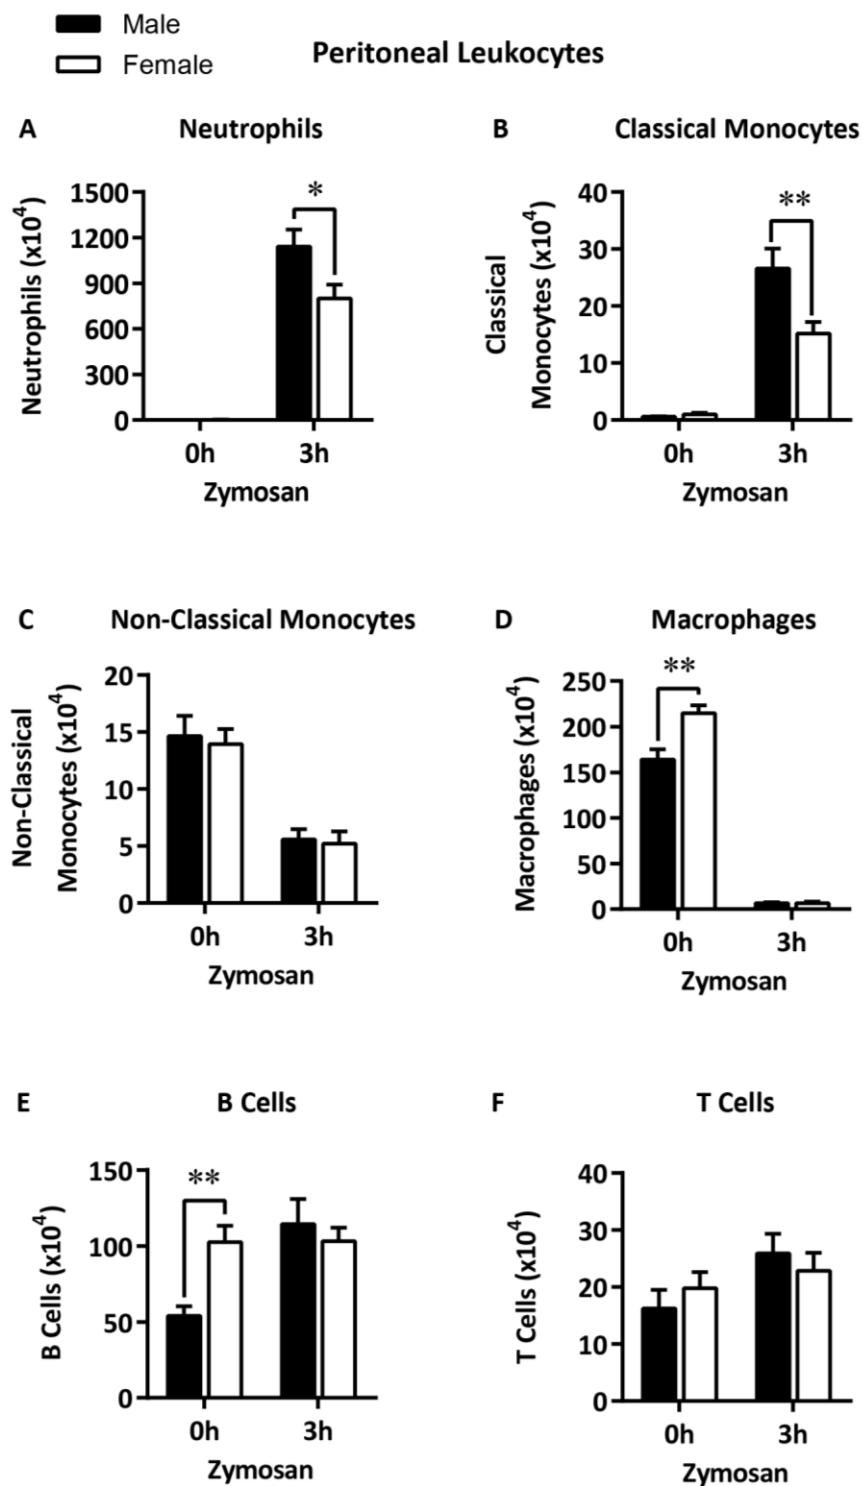 Male
Female
Peritoneal Leukocytes
A
Neutrophils
Neutrophils (x10⁴)
1500
1200
900
600
300
0
*
0h
3h
Zymosan
B
Classical Monocytes
Classical
Monocytes (x10⁴)
40
30
20
10
0
**
0h
3h
Zymosan
C
Non-Classical Monocytes
Non-Classical
Monocytes (x10⁴)
20
15
10
5
0
0h
3h
Zymosan
D
Macrophages
Macrophages (x10⁴)
250
200
150
100
50
0
**
0h
3h
Zymosan
E
B Cells
B Cells (x10⁴)
150
100
50
0
**
0h
3h
Zymosan
F
T Cells
T Cells (x10⁴)
40
30
20
10
0
0h
3h
Zymosan